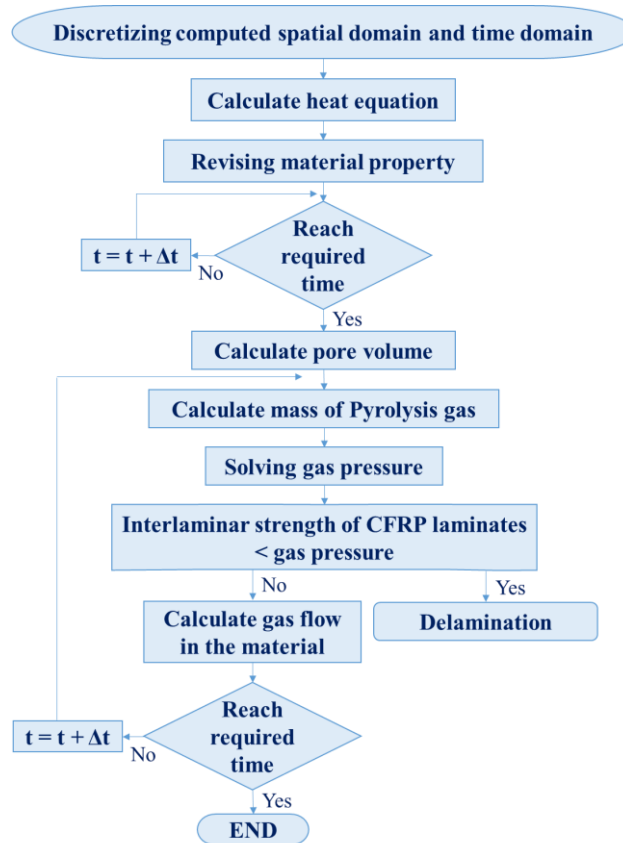 Discretizing computed spatial domain and time domain
Calculate heat equation
Revising material property
Reach
required
time
t = t + Δt
No
Yes
Calculate pore volume
Calculate mass of Pyrolysis gas
Solving gas pressure
Interlaminar strength of CFRP laminates
< gas pressure
No
Yes
Calculate gas flow
in the material
Delamination
Reach
required
time
t = t + Δt
No
Yes
END